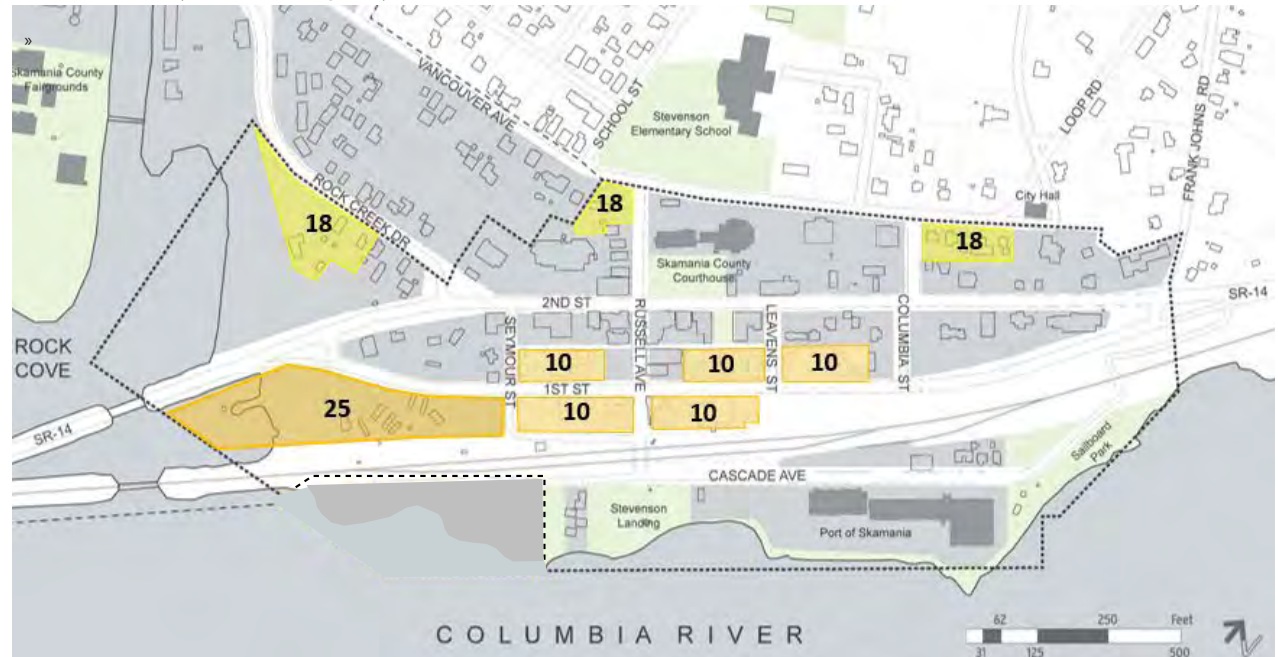 »
Skamania County
Fairgrounds
VANCOUVER AVE
SCHOOL ST
Stevenson
Elementary School
LOOP RD
FRANK JOHNS RD
City Hall
ROCK CREEK DR
18
18
18
Skamania County
Courthouse
2ND ST
SR-14
ROCK
COVE
SEYMOUR ST
RUSSELL AVE
LEAVENS ST
COLUMBIA ST
10
10
10
1ST ST
25
10
10
SR-14
CASCADE AVE
Sailboard
Park
Stevenson
Landing
Port of Skamania
COLUMBIA RIVER
62
250
Feet
31
125
500